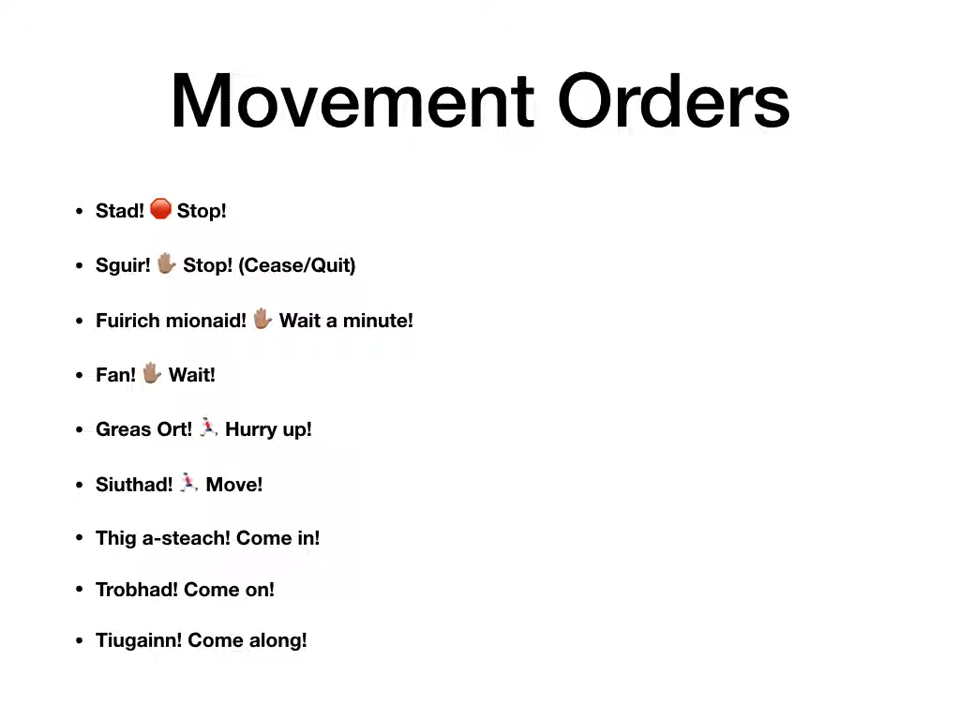 Movement Orders
• Stad! 🛑 Stop!
• Sguir! ✋🏽 Stop! (Cease/Quit)
• Fuirich mionaid! ✋🏽 Wait a minute!
• Fan! ✋🏽 Wait!
• Greas Ort! 🏃🏻‍♀️ Hurry up!
• Siuthad! 🏃🏻‍♀️ Move!
• Thig a-steach! Come in!
• Trobhad! Come on!
• Tiugainn! Come along!